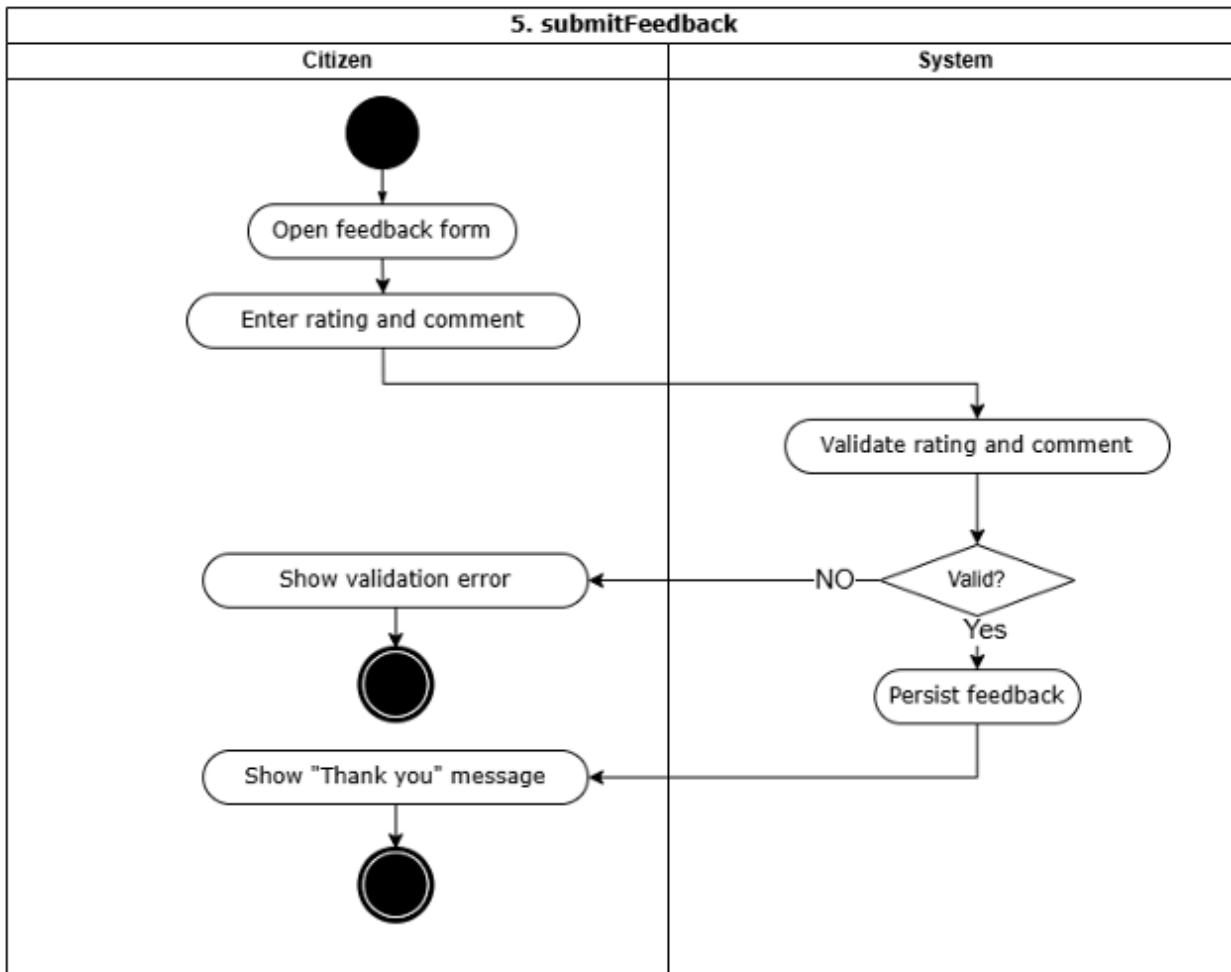 5. submitFeedback
Citizen
System
Open feedback form
Enter rating and comment
Validate rating and comment
Show validation error
NO
Valid?
Yes
Persist feedback
Show "Thank you" message